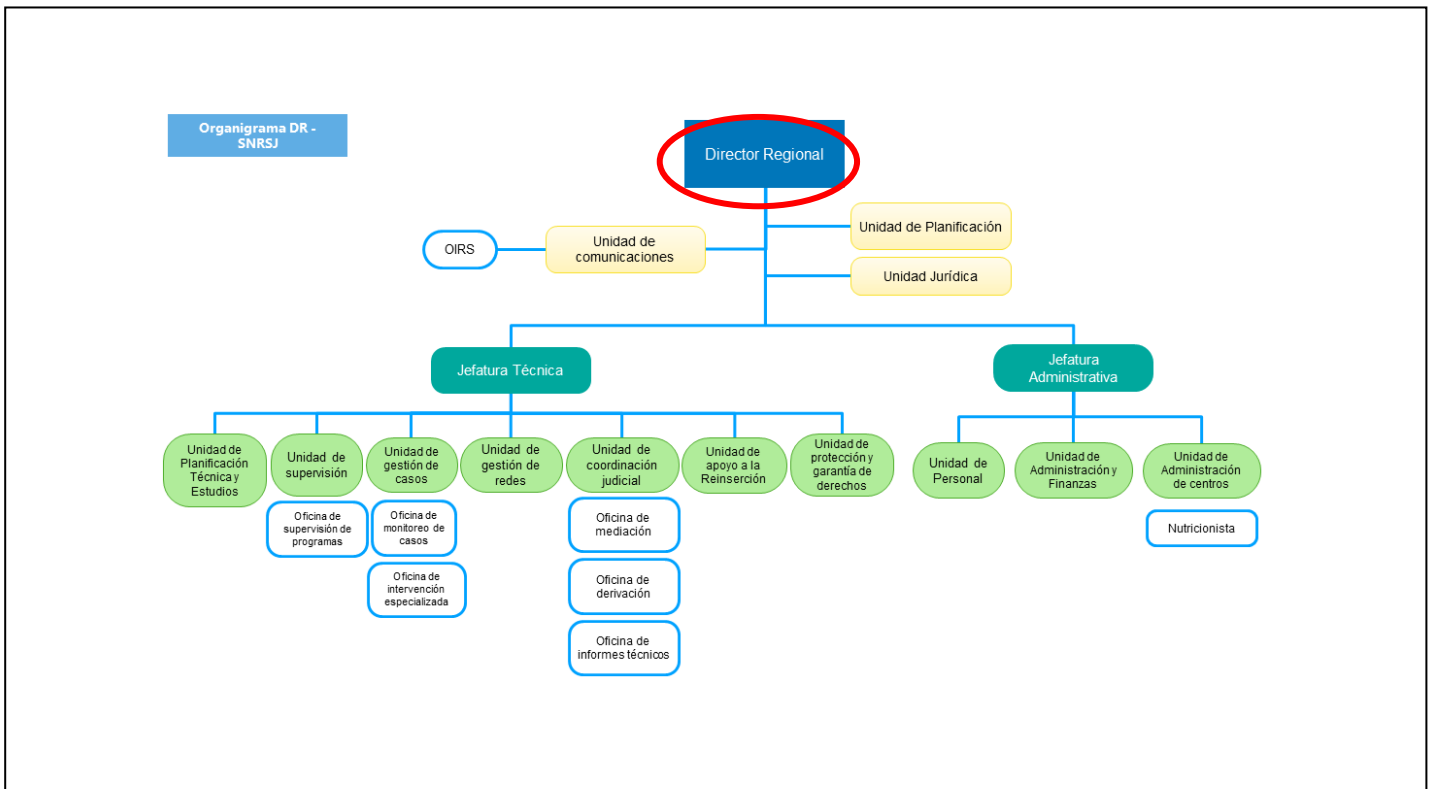 Organigrama DR -
SNRSJ
Director Regional
Unidad de Planificación
OIRS
Unidad de
comunicaciones
Unidad Jurídica
Jefatura Técnica
Jefatura
Administrativa
Unidad de
Planificación
Técnica y
Estudios
Unidad de
supervisión
Unidad de
gestión de
casos
Unidad de
gestión de
redes
Unidad de
coordinación
judicial
Unidad de
apoyo a la
Reinserción
Unidad de
protección y
garantía de
derechos
Unidad de
Personal
Unidad de
Administración y
Finanzas
Unidad de
Administración
de centros
Oficina de
supervisión de
programas
Oficina de
monitoreo de
casos
Oficina de
intervención
especializada
Oficina de
mediación
Oficina de
derivación
Oficina de
informes técnicos
Nutricionista